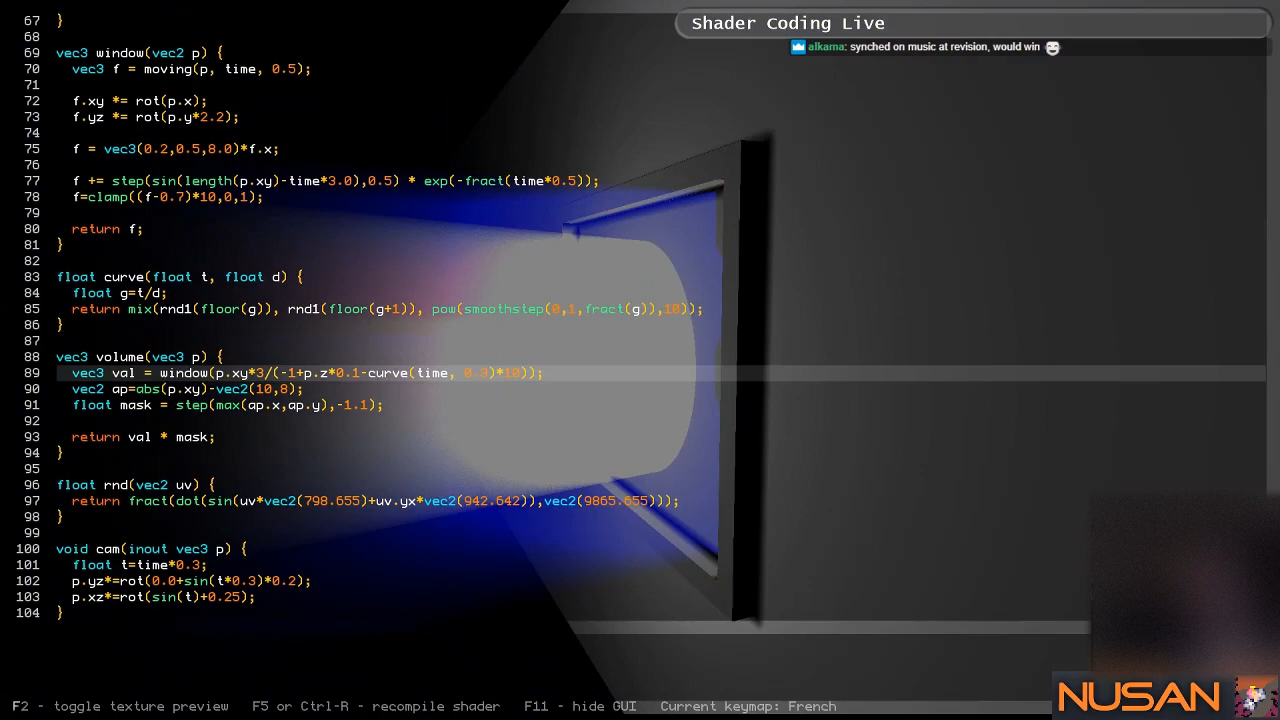 Shader Coding Live
alkama: synched on music at revision, would win
67 }
68
69 vec3 window(vec2 p) {
70 vec3 f = moving(p, time, 0.5);
71
72 f.xy *= rot(p.x);
73 f.yz *= rot(p.y*2.2);
74
75 f = vec3(0.2,0.5,8.0)*f.x;
76
77 f += step(sin(length(p.xy)-time*3.0),0.5) * exp(-fract(time*0.5));
78 f=clamp((f-0.7)*10,0,1);
79
80 return f;
81 }
82
83 float curve(float t, float d) {
84 float g=t/d;
85 return mix(rnd1(floor(g)), rnd1(floor(g+1)), pow(smoothstep(0,1,fract(g)),10));
86 }
87
88 vec3 volume(vec3 p) {
89 vec3 val = window(p.xy*3/(-1+p.z*0.1-curve(time, 0.3)*10));
90 vec2 ap=abs(p.xy)-vec2(10,8);
91 float mask = step(max(ap.x,ap.y),-1.1);
92
93 return val * mask;
94 }
95
96 float rnd(vec2 uv) {
97 return fract(dot(sin(uv*vec2(798.655)+uv.yx*vec2(942.642)),vec2(9865.655)));
98 }
99
100 void cam(inout vec3 p) {
101 float t=time*0.3;
102 p.yz*=rot(0.0+sin(t*0.3)*0.2);
103 p.xz*=rot(sin(t)+0.25);
104 }
F2 - toggle texture preview F5 or Ctrl-R - recompile shader F11 - hide GUI Current keymap: French
NUSAN